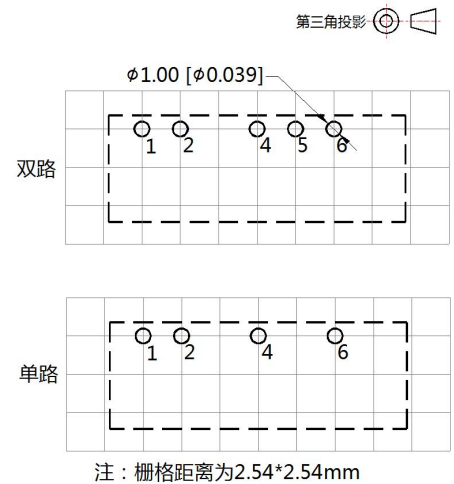 第三角投影
φ1.00 [φ0.039]
1 2 4 5 6
双路
1 2 4 6
单路
注：栅格距离为2.54*2.54mm